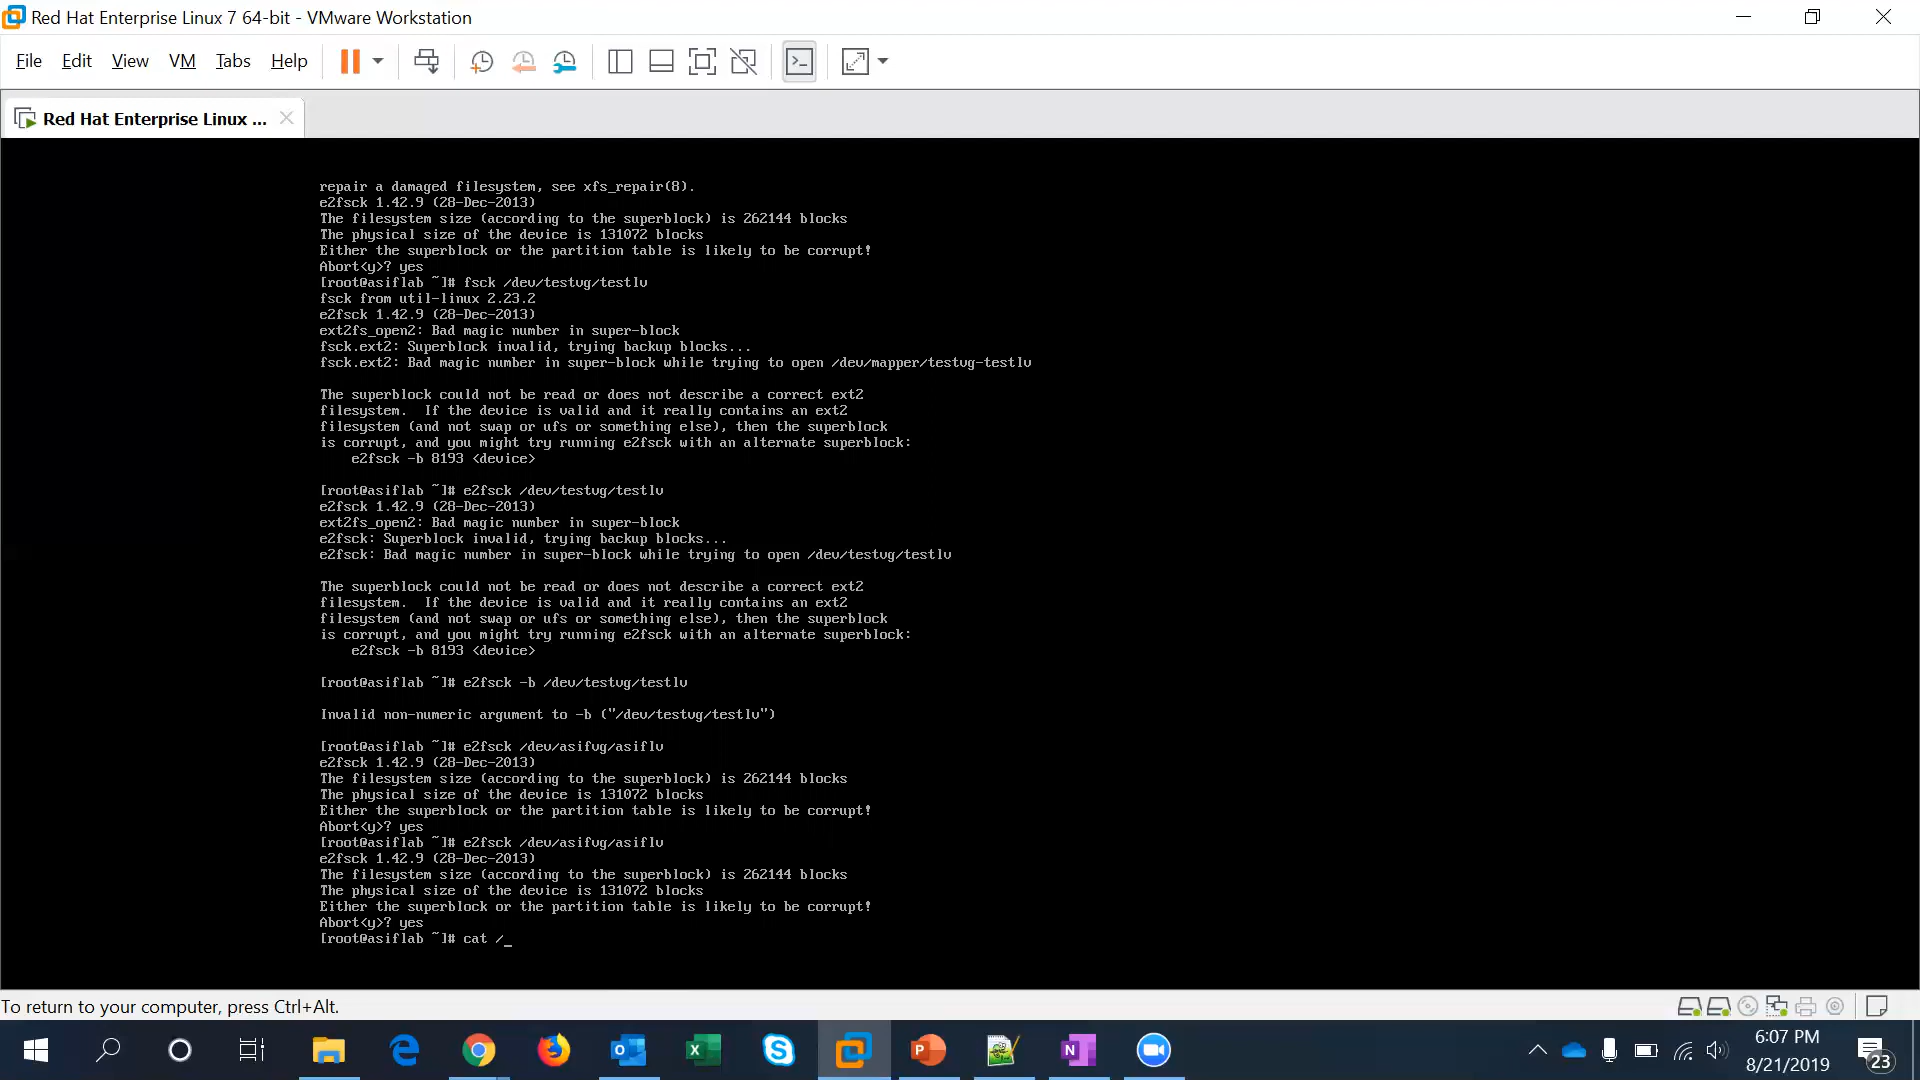 Red Hat Enterprise Linux 7 64-bit - VMware Workstation
File Edit View VM Tabs Help
Red Hat Enterprise Linux ...
repair a damaged filesystem, see xfs_repair(8).
e2fsck 1.42.9 (28-Dec-2013)
The filesystem size (according to the superblock) is 262144 blocks
The physical size of the device is 131072 blocks
Either the superblock or the partition table is likely to be corrupt!
Abort<y>? yes
[root@asiflab ~]# fsck /dev/testvg/testlv
fsck from util-linux 2.23.2
e2fsck 1.42.9 (28-Dec-2013)
ext2fs_open2: Bad magic number in super-block
fsck.ext2: Superblock invalid, trying backup blocks...
fsck.ext2: Bad magic number in super-block while trying to open /dev/mapper/testvg-testlv
The superblock could not be read or does not describe a correct ext2
filesystem.  If the device is valid and it really contains an ext2
filesystem (and not swap or ufs or something else), then the superblock
is corrupt, and you might try running e2fsck with an alternate superblock:
    e2fsck -b 8193 <device>
[root@asiflab ~]# e2fsck /dev/testvg/testlv
e2fsck 1.42.9 (28-Dec-2013)
ext2fs_open2: Bad magic number in super-block
e2fsck: Superblock invalid, trying backup blocks...
e2fsck: Bad magic number in super-block while trying to open /dev/testvg/testlv
The superblock could not be read or does not describe a correct ext2
filesystem.  If the device is valid and it really contains an ext2
filesystem (and not swap or ufs or something else), then the superblock
is corrupt, and you might try running e2fsck with an alternate superblock:
    e2fsck -b 8193 <device>
[root@asiflab ~]# e2fsck -b /dev/testvg/testlv
Invalid non-numeric argument to -b ("/dev/testvg/testlv")
[root@asiflab ~]# e2fsck /dev/asifvg/asiflv
e2fsck 1.42.9 (28-Dec-2013)
The filesystem size (according to the superblock) is 262144 blocks
The physical size of the device is 131072 blocks
Either the superblock or the partition table is likely to be corrupt!
Abort<y>? yes
[root@asiflab ~]# e2fsck /dev/asifvg/asiflv
e2fsck 1.42.9 (28-Dec-2013)
The filesystem size (according to the superblock) is 262144 blocks
The physical size of the device is 131072 blocks
Either the superblock or the partition table is likely to be corrupt!
Abort<y>? yes
[root@asiflab ~]# cat /_
To return to your computer, press Ctrl+Alt.
6:07 PM
8/21/2019
23